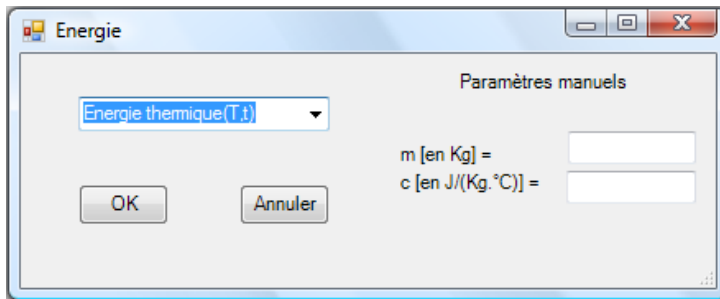 Energie
Paramètres manuels
Energie thermique(T,t)
m [en Kg] =
c [en J/(Kg.°C)] =
OK
Annuler